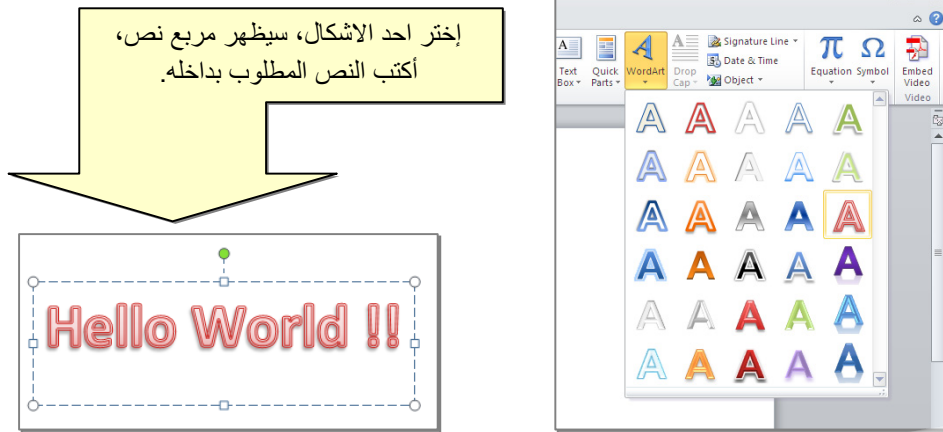 إختر احد الاشكال، سيظهر مربع نص،
أكتب النص المطلوب بداخله.
Hello World !!
Text Box
Quick Parts
WordArt
Drop Cap
Signature Line
Date & Time
Object
Equation
Symbol
Embed Video
Video
π Ω
A A A A A
A A A A A
A A A A A
A A A A A
A A A A A
A A A A A